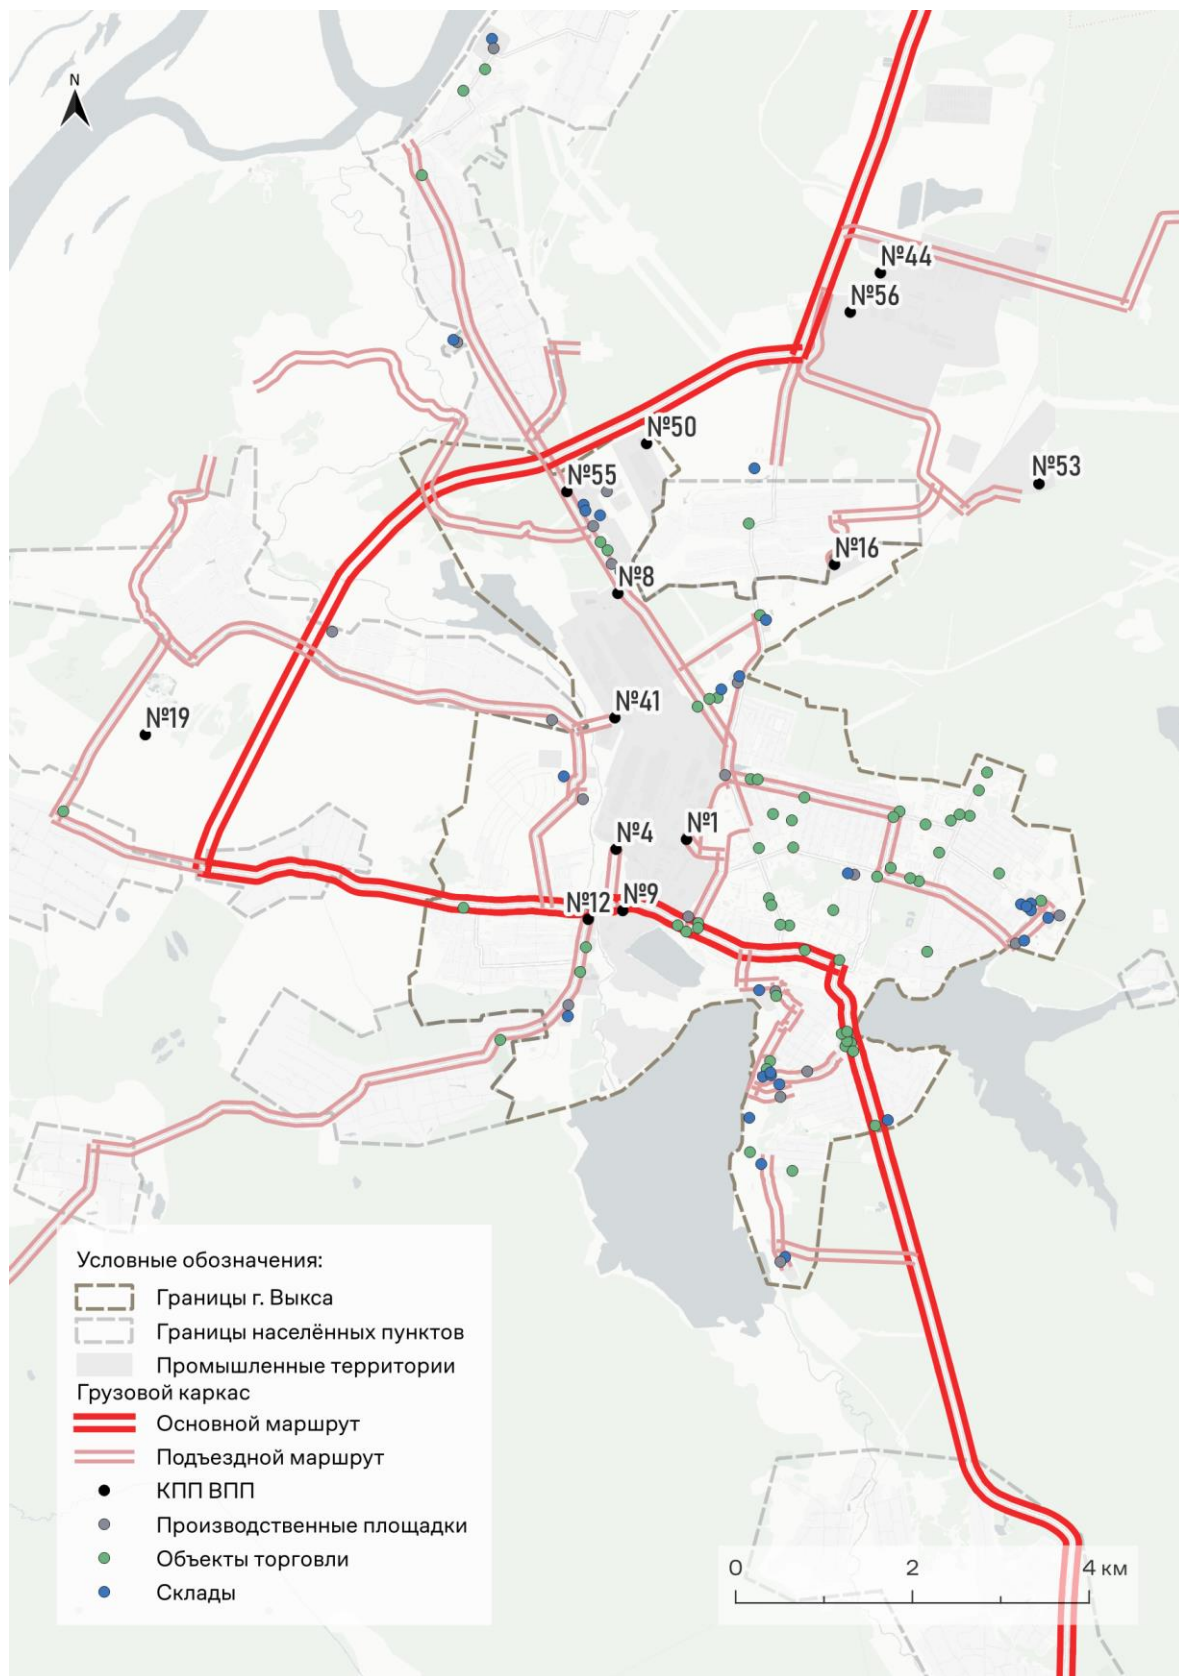 N
№44
№56
№50
№55
№53
№16
№8
№41
№19
№1
№4
№12
№9
Условные обозначения:
Границы г. Выкса
Границы населённых пунктов
Промышленные территории
Грузовой каркас
Основной маршрут
Подъездной маршрут
КПП ВПП
Производственные площадки
Объекты торговли
Склады
0 2 4 км